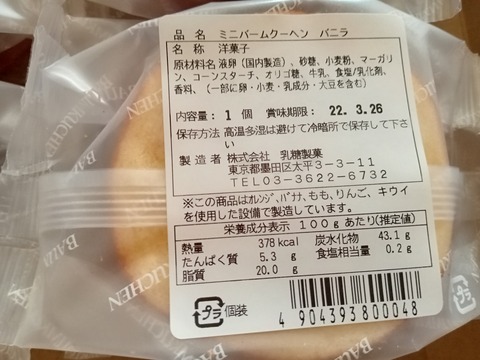 品 名 ミニバームクーヘン バニラ
名 称 洋菓子
原材料名 液卵(国内製造)、砂糖、小麦粉、マーガリ
ン、コーンスターチ、オリゴ糖、牛乳、食塩/乳化剤、
香料、(一部に卵・小麦・乳成分・大豆を含む)
内容量: 1 個 賞味期限: 22. 3.26
保存方法 高温多湿は避けて冷暗所で保存して下さ
い
製 造 者 株式会社 乳糖製菓
東京都墨田区太平3-3-11
TEL03-3622-6732
※この商品はオレンジ、バナナ、もも、りんご、キウイ
を使用した設備で製造しています。
栄養成分表示 100gあたり(推定値)
熱量 378 kcal 炭水化物 43.1 g
たんぱく質 5.3 g 食塩相当量 0.2 g
脂質 20.0 g
プラ 個装
4 904393 800048
KUCHEN